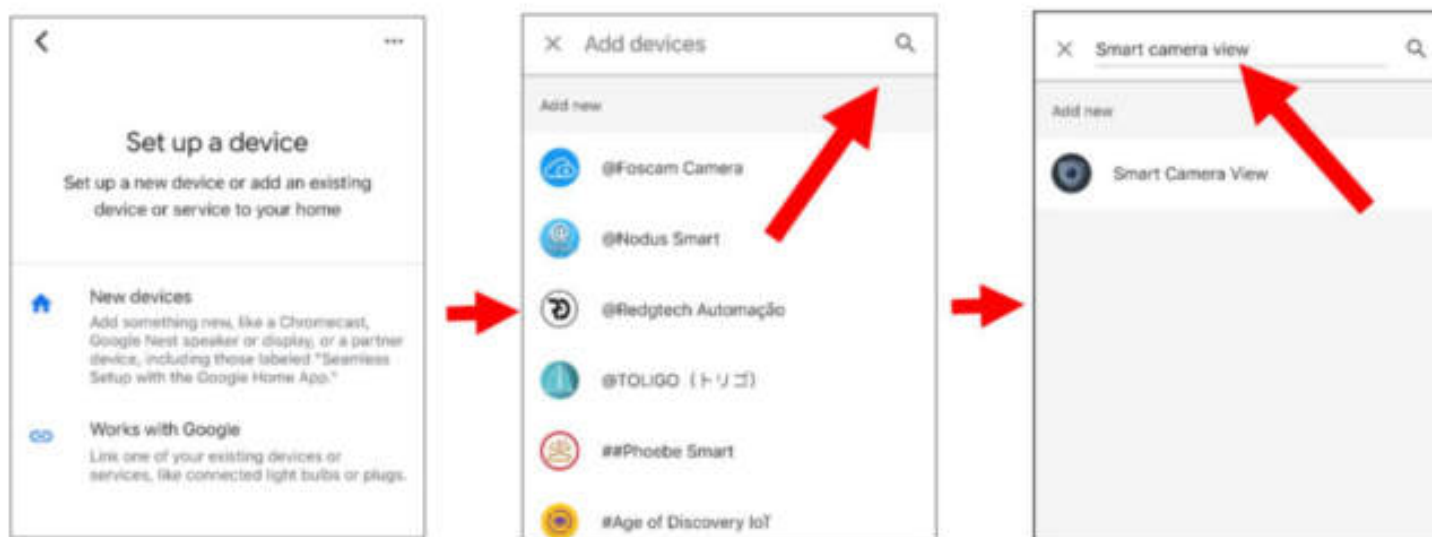 Set up a device
Set up a new device or add an existing
device or service to your home
New devices
Add something new, like a Chromecast,
Google Nest speaker or display, or a partner
device, including those labeled "Seamless
Setup with the Google Home App."
Works with Google
Link one of your existing devices or
services, like connected light bulbs or plugs.
Add devices
Add new
@Foscam Camera
@Nodus Smart
@Redgtech Automação
@TOLIGO（トリゴ）
##Phoebe Smart
#Age of Discovery IoT
Smart camera view
Add new
Smart Camera View